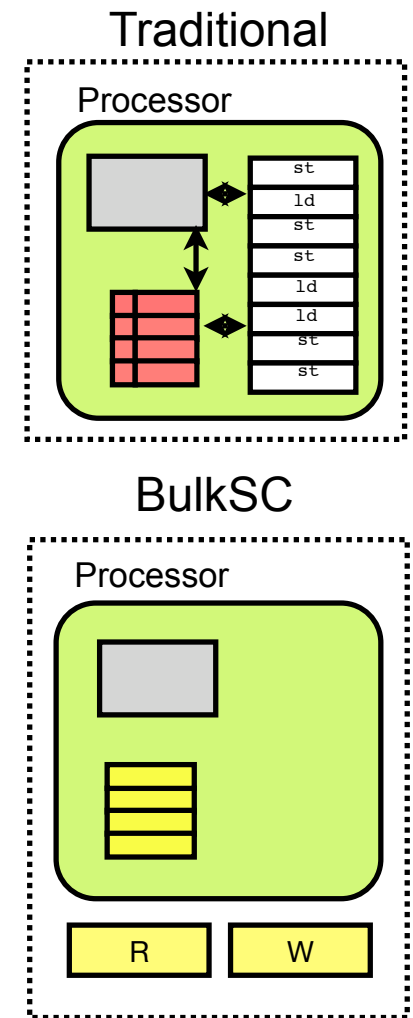 Traditional
Processor
st
ld
st
st
ld
ld
st
st
BulkSC
Processor
R W